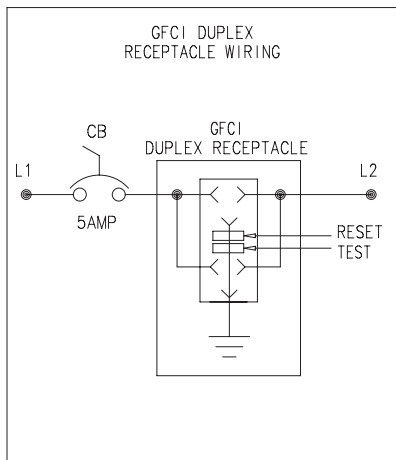 GFCI DUPLEX
RECEPTACLE WIRING
CB
GFCI
DUPLEX RECEPTACLE
L1
L2
5AMP
RESET
TEST